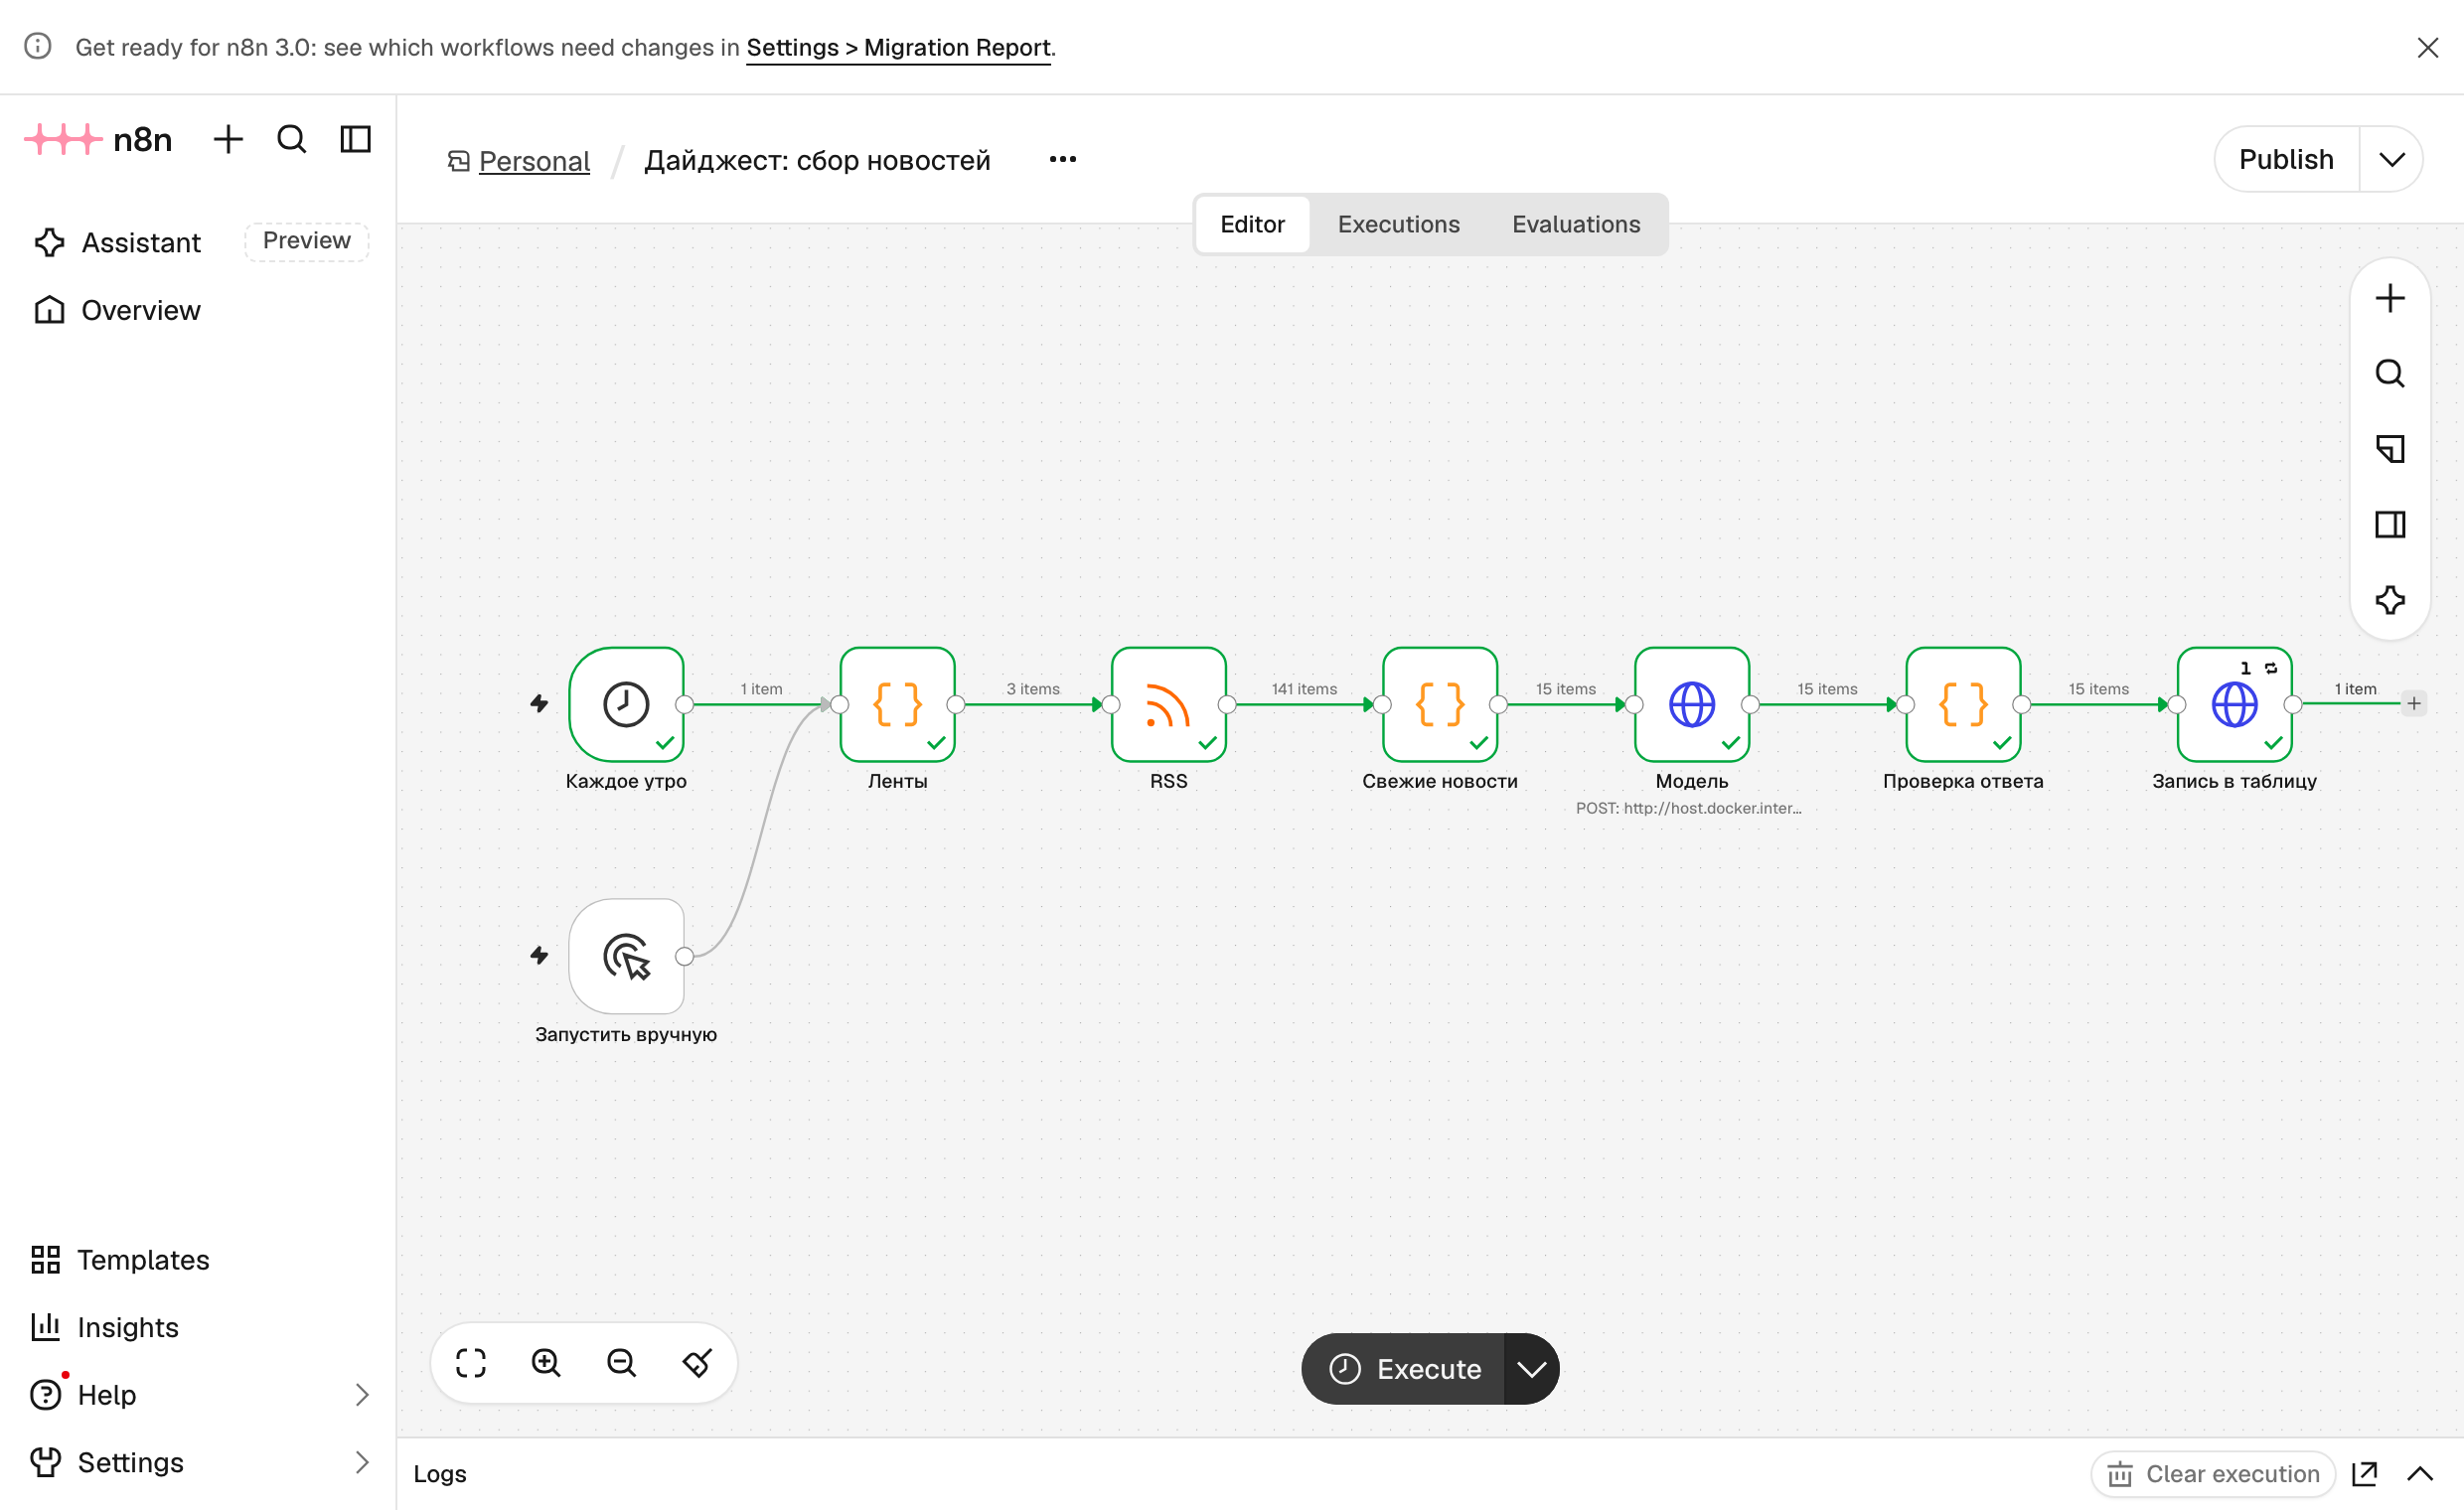 Get ready for n8n 3.0: see which workflows need changes in Settings > Migration Report.
n8n
Assistant
Preview
Overview
Personal / Дайджест: сбор новостей
Publish
Editor
Executions
Evaluations
1 item
3 items
141 items
15 items
15 items
15 items
1
1 item
Каждое утро
Ленты
RSS
Свежие новости
Модель
Проверка ответа
Запись в таблицу
POST: http://host.docker.inter...
Запустить вручную
Templates
Insights
Help
Settings
Execute
Logs
Clear execution